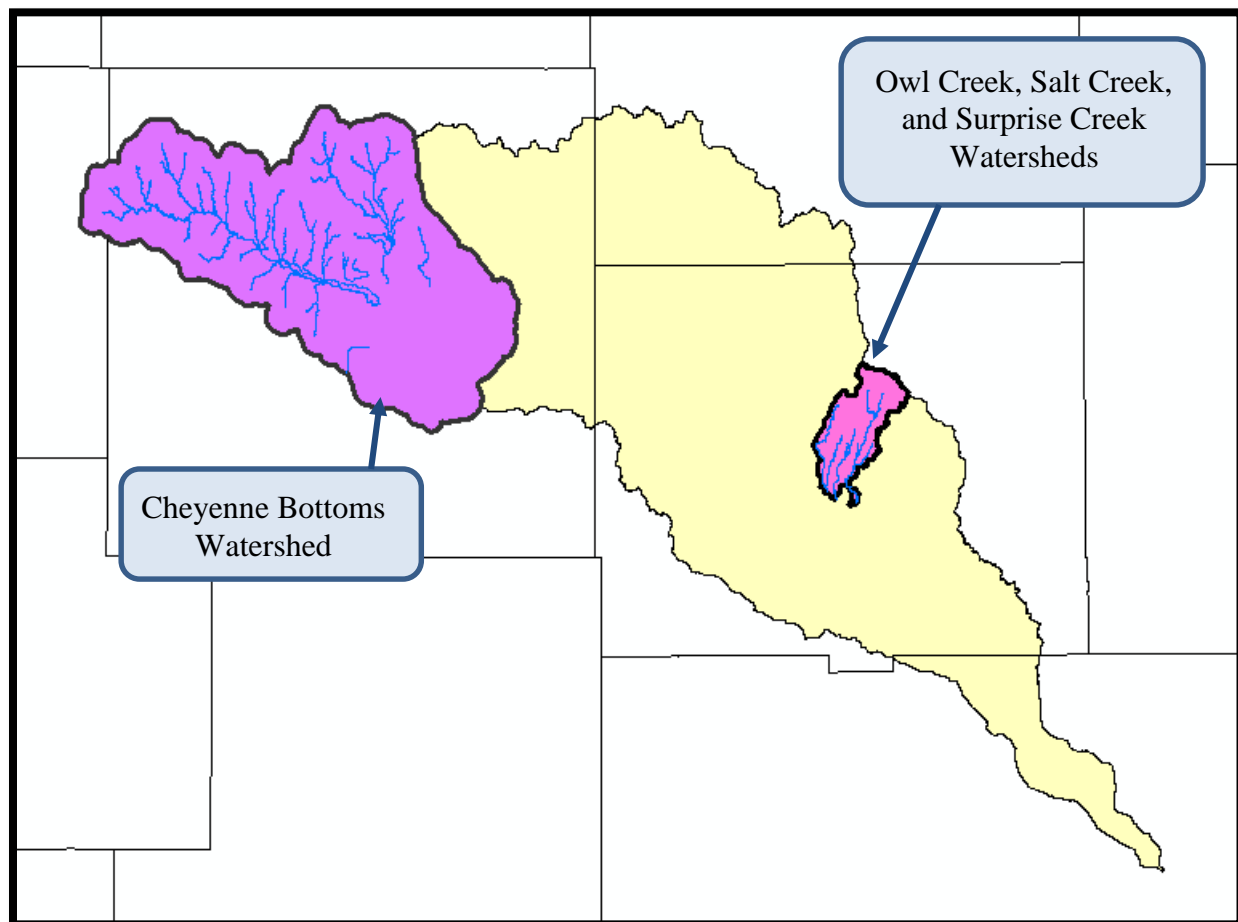 Owl Creek, Salt Creek,
and Surprise Creek
Watersheds
Cheyenne Bottoms
Watershed